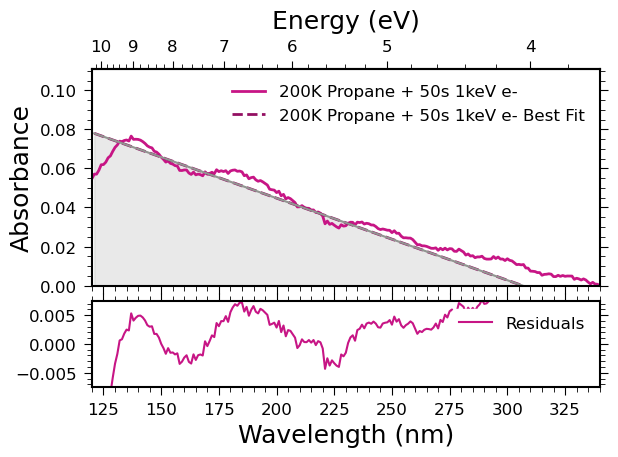 Energy (eV)
10 9 8 7 6 5 4
Absorbance
0.10
0.08
0.06
0.04
0.02
0.00
200K Propane + 50s 1keV e-
200K Propane + 50s 1keV e- Best Fit
0.005
0.000
−0.005
Residuals
125 150 175 200 225 250 275 300 325
Wavelength (nm)